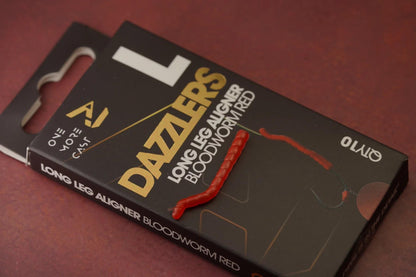 L
ONE
MORE
CAST
DAZZLERS
LONG LEG ALIGNER
BLOODWORM RED
QTY10
LONG LEG ALIGNER BLOODWORM RED